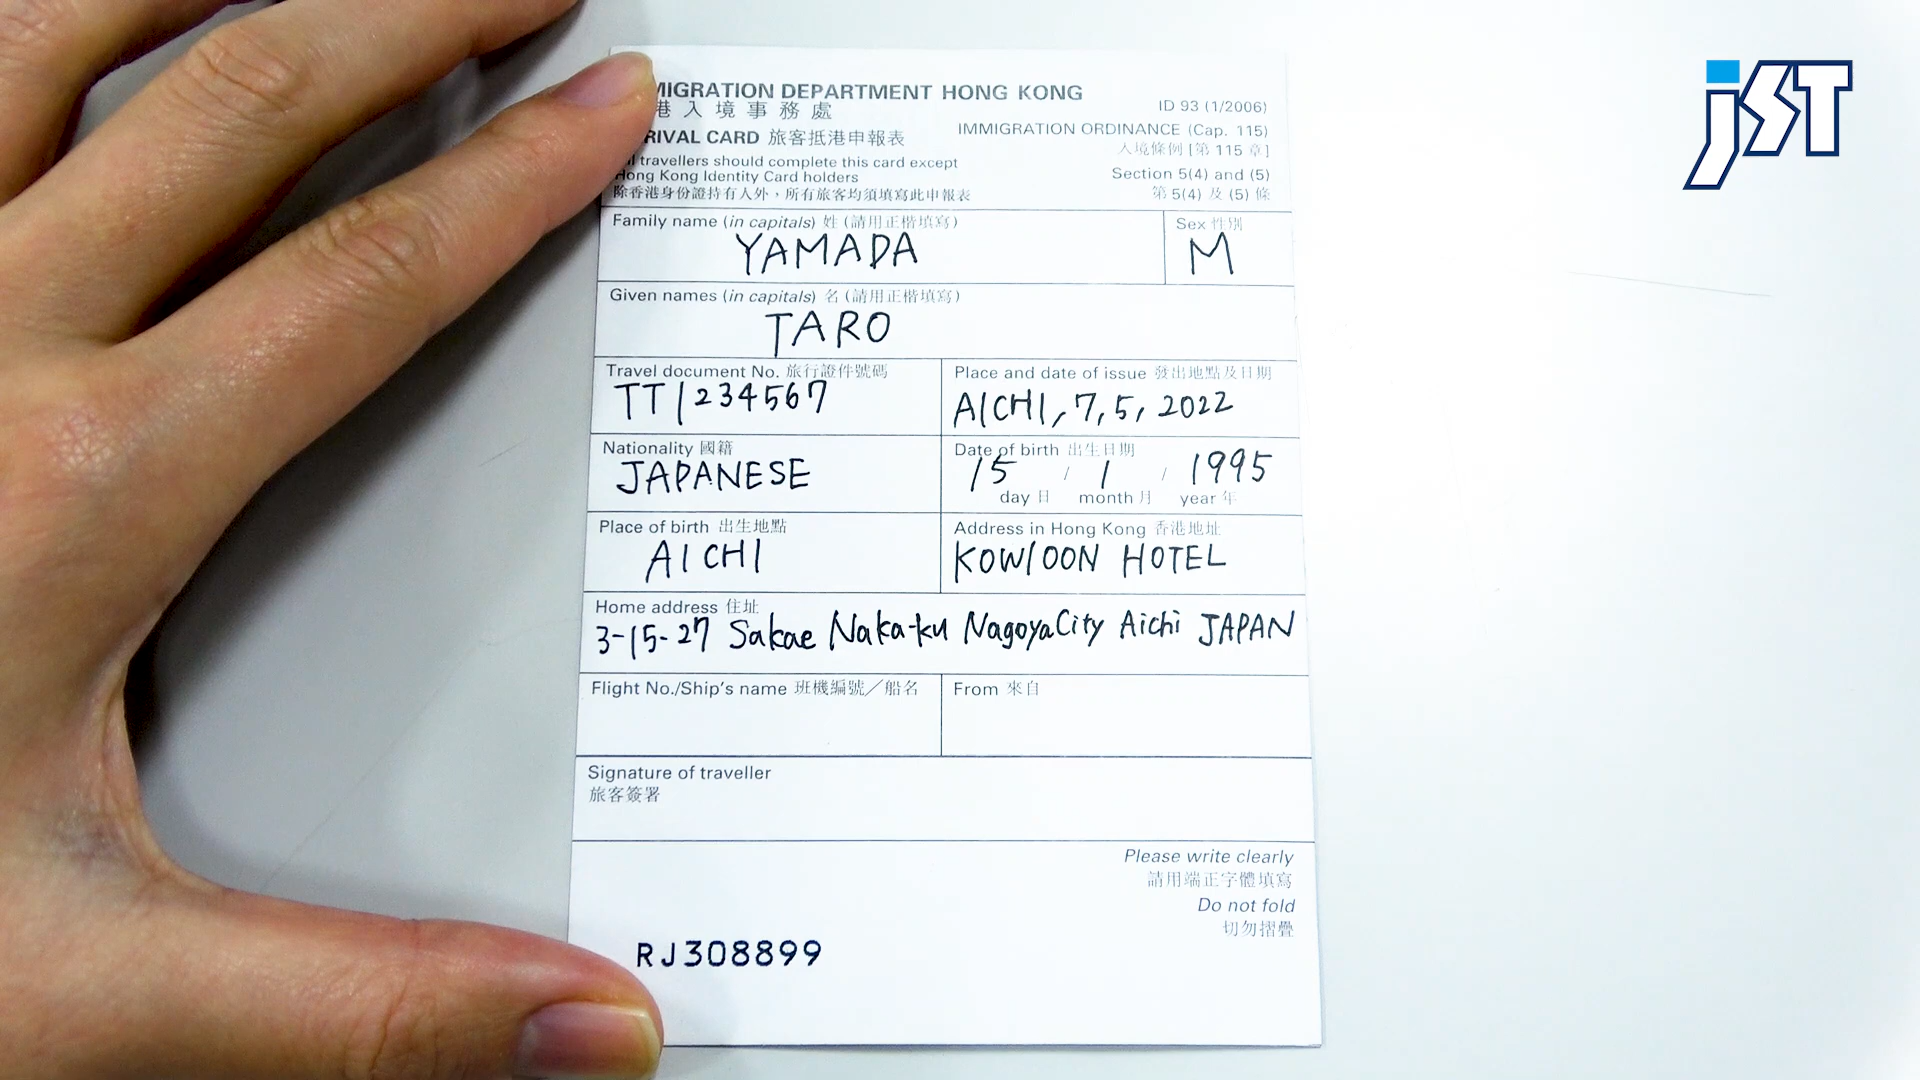 MIGRATION DEPARTMENT HONG KONG
港入境事務處
ID 93 (1/2006)
RIVAL CARD 旅客抵港申報表
IMMIGRATION ORDINANCE (Cap. 115)
入境條例 [第 115 章]
travellers should complete this card except
Hong Kong Identity Card holders
Section 5(4) and (5)
除香港身份證持有人外，所有旅客均須填寫此申報表
第 5(4) 及 (5) 條
Family name (in capitals) 姓 (請用正楷填寫)
YAMADA
Sex 性別
M
Given names (in capitals) 名 (請用正楷填寫)
TARO
Travel document No. 旅行證件號碼
TT1234567
Place and date of issue 發出地點及日期
AICHI, 7, 5, 2022
Nationality 國籍
JAPANESE
Date of birth 出生日期
15 / 1 / 1995
day 日 month 月 year 年
Place of birth 出生地點
AICHI
Address in Hong Kong 香港地址
KOWlOON HOTEL
Home address 住址
3-15-27 Sakae Naka-ku Nagoya City Aichi JAPAN
Flight No./Ship's name 班機編號／船名
From 來自
Signature of traveller
旅客簽署
Please write clearly
請用端正字體填寫
Do not fold
切勿摺疊
RJ308899
jST